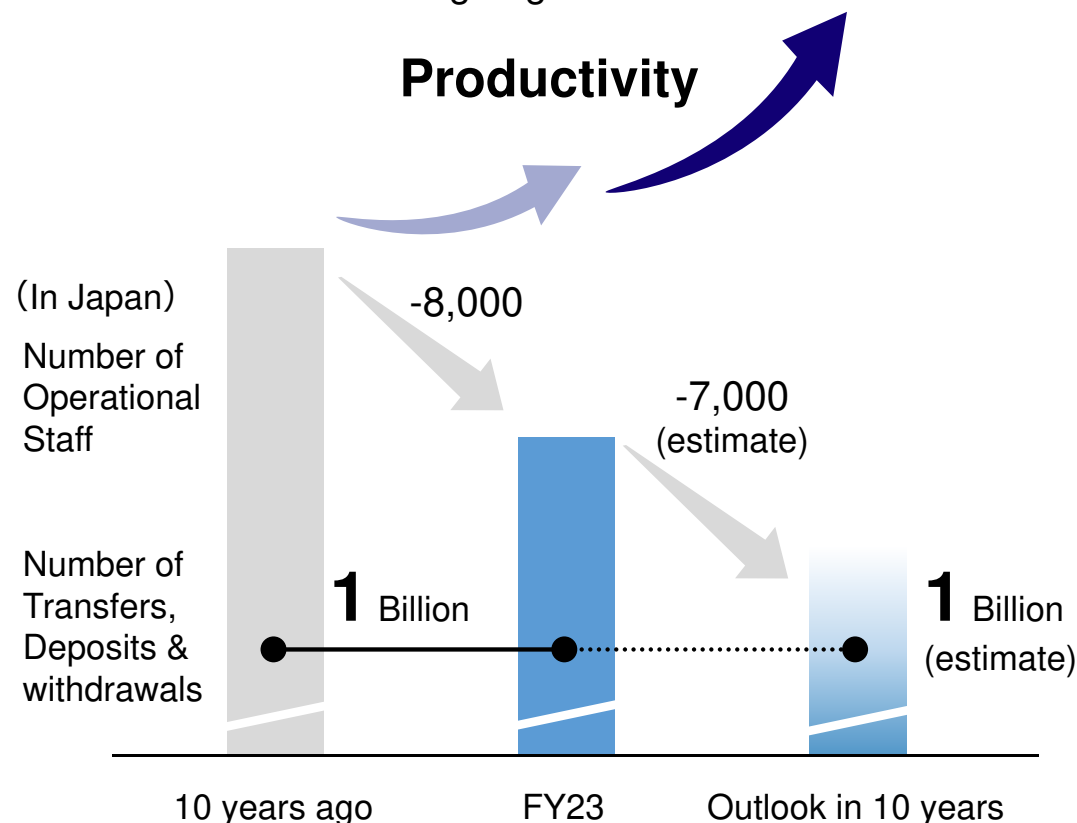 Productivity
（In Japan）
-8,000
Number of
Operational
Staff
-7,000
(estimate)
Number of
Transfers,
Deposits &
withdrawals
1 Billion
1 Billion
(estimate)
10 years ago
FY23
Outlook in 10 years